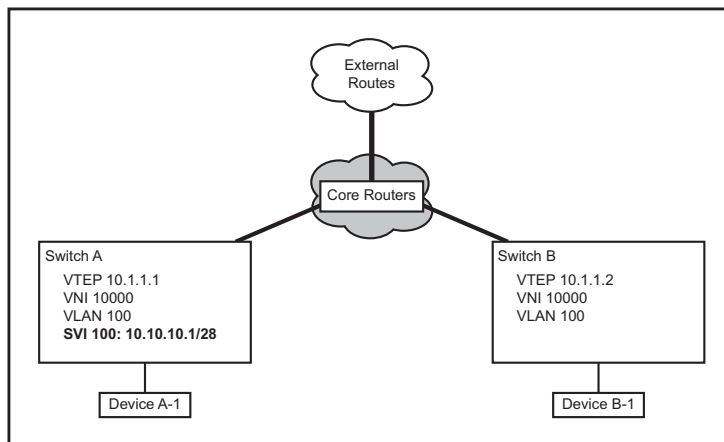 External
Routes
Core Routers
Switch A
VTEP 10.1.1.1
VNI 10000
VLAN 100
SVI 100: 10.10.10.1/28
Device A-1
Switch B
VTEP 10.1.1.2
VNI 10000
VLAN 100
Device B-1